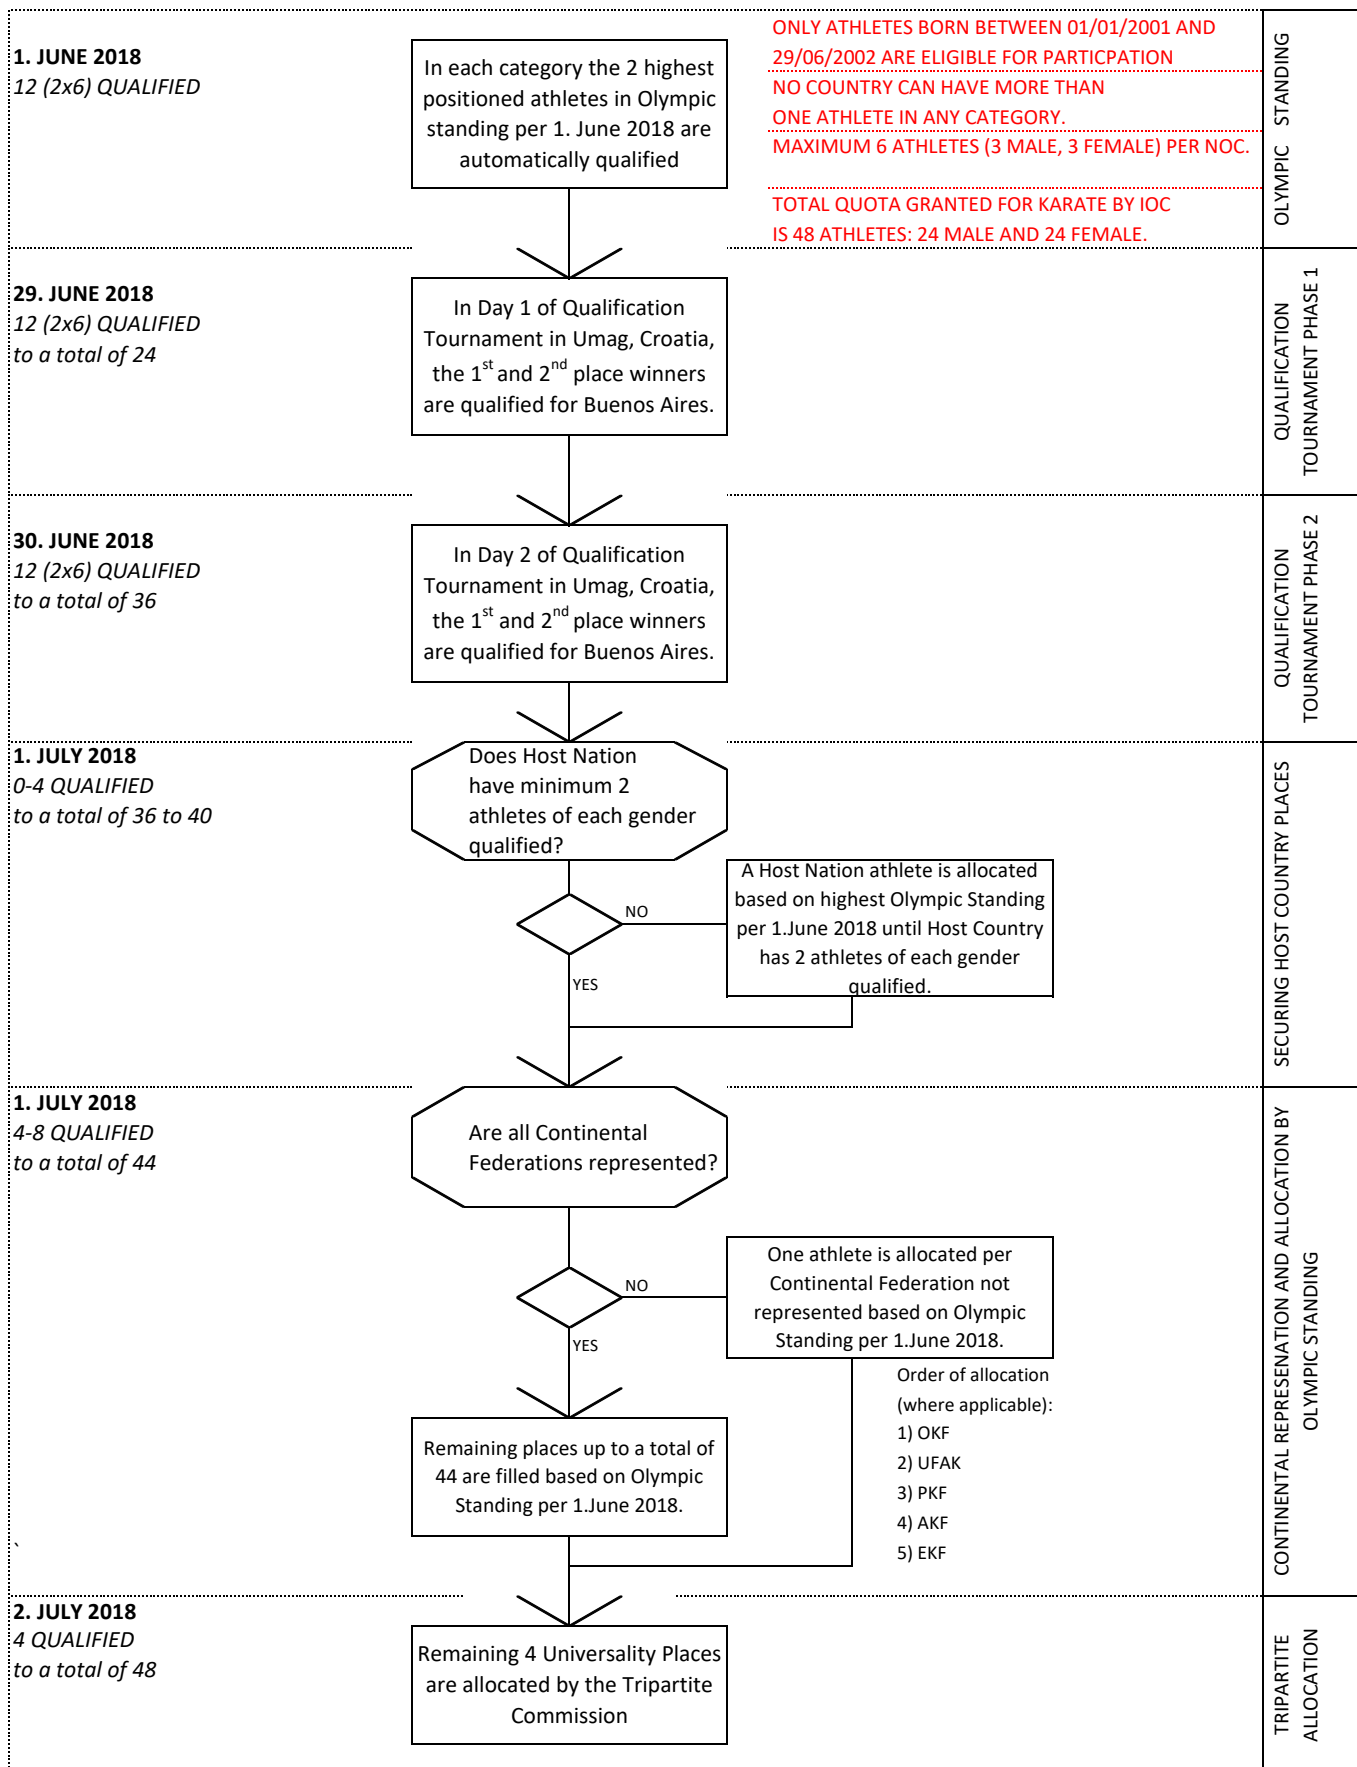 1. JUNE 2018
12 (2x6) QUALIFIED
In each category the 2 highest
positioned athletes in Olympic
standing per 1. June 2018 are
automatically qualified
ONLY ATHLETES BORN BETWEEN 01/01/2001 AND
29/06/2002 ARE ELIGIBLE FOR PARTICPATION
NO COUNTRY CAN HAVE MORE THAN
ONE ATHLETE IN ANY CATEGORY.
MAXIMUM 6 ATHLETES (3 MALE, 3 FEMALE) PER NOC.
TOTAL QUOTA GRANTED FOR KARATE BY IOC
IS 48 ATHLETES: 24 MALE AND 24 FEMALE.
OLYMPIC STANDING
29. JUNE 2018
12 (2x6) QUALIFIED
to a total of 24
In Day 1 of Qualification
Tournament in Umag, Croatia,
the 1st and 2nd place winners
are qualified for Buenos Aires.
QUALIFICATION
TOURNAMENT PHASE 1
30. JUNE 2018
12 (2x6) QUALIFIED
to a total of 36
In Day 2 of Qualification
Tournament in Umag, Croatia,
the 1st and 2nd place winners
are qualified for Buenos Aires.
QUALIFICATION
TOURNAMENT PHASE 2
1. JULY 2018
0-4 QUALIFIED
to a total of 36 to 40
Does Host Nation
have minimum 2
athletes of each gender
qualified?
NO
A Host Nation athlete is allocated
based on highest Olympic Standing
per 1.June 2018 until Host Country
has 2 athletes of each gender
qualified.
YES
SECURING HOST COUNTRY PLACES
1. JULY 2018
4-8 QUALIFIED
to a total of 44
Are all Continental
Federations represented?
NO
One athlete is allocated per
Continental Federation not
represented based on Olympic
Standing per 1.June 2018.
YES
Order of allocation
(where applicable):
1) OKF
2) UFAK
3) PKF
4) AKF
5) EKF
Remaining places up to a total of
44 are filled based on Olympic
Standing per 1.June 2018.
`
CONTINENTAL REPRESENATION AND ALLOCATION BY
OLYMPIC STANDING
2. JULY 2018
4 QUALIFIED
to a total of 48
Remaining 4 Universality Places
are allocated by the Tripartite
Commission
TRIPARTITE
ALLOCATION